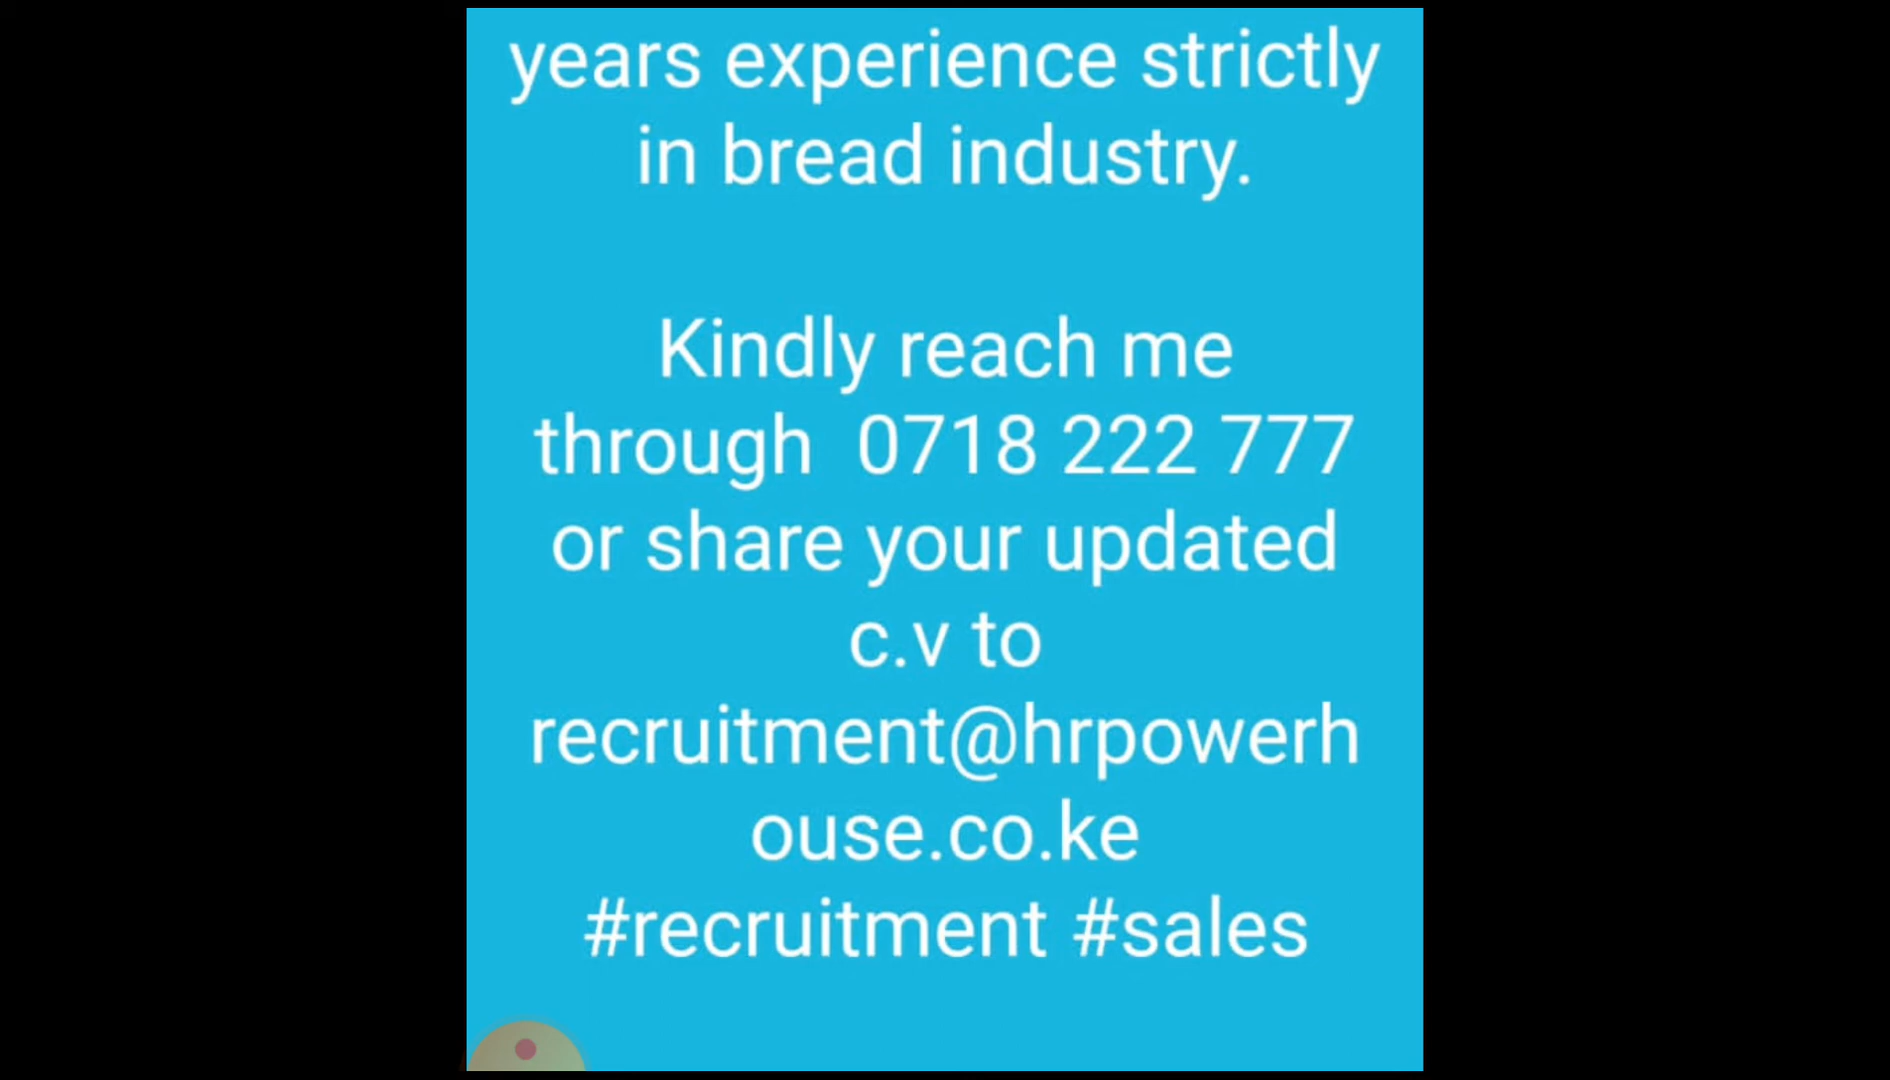 years experience strictly
in bread industry.
Kindly reach me
through  0718 222 777
or share your updated
c.v to
recruitment@hrpowerh
ouse.co.ke
#recruitment #sales